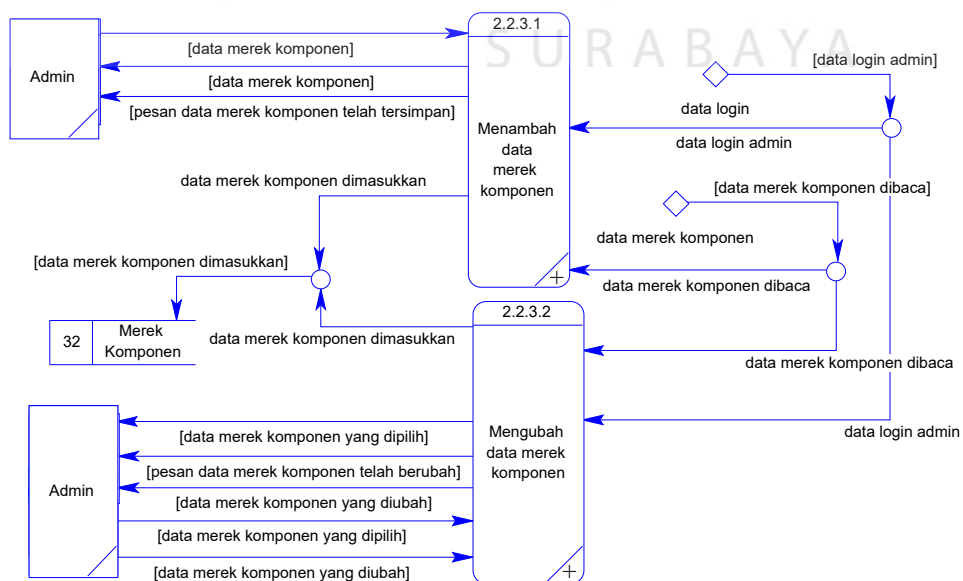 SURABAYA
2.2.3.1
[data merek komponen]
Admin
[data merek komponen]
[pesan data merek komponen telah tersimpan]
Menambah
data
merek
komponen
[data login admin]
data login
data login admin
data merek komponen dimasukkan
[data merek komponen dibaca]
data merek komponen
[data merek komponen dimasukkan]
+
data merek komponen dibaca
2.2.3.2
32
Merek
Komponen
data merek komponen dimasukkan
data merek komponen dibaca
data login admin
Mengubah
data merek
komponen
[data merek komponen yang dipilih]
[pesan data merek komponen telah berubah]
Admin
[data merek komponen yang diubah]
[data merek komponen yang dipilih]
[data merek komponen yang diubah]
+